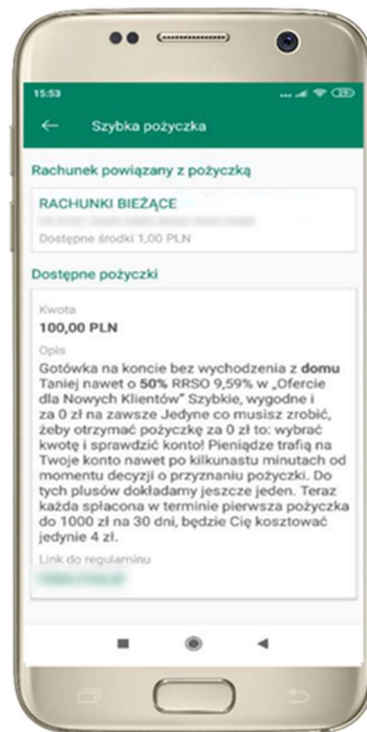 15:53
Szybka pożyczka
Rachunek powiązany z pożyczką
RACHUNKI BIEŻĄCE
Dostępne środki 1,00 PLN
Dostępne pożyczki
Kwota
100,00 PLN
Opis
Gotówka na koncie bez wychodzenia z domu
Taniej nawet o 50% RRSO 9,59% w „Ofercie
dla Nowych Klientów" Szybkie, wygodne i
za 0 zł na zawsze Jedyne co musisz zrobić,
żeby otrzymać pożyczkę za 0 zł to: wybrać
kwotę i sprawdzić konto! Pieniądze trafią na
Twoje konto nawet po kilkunastu minutach od
momentu decyzji o przyznaniu pożyczki. Do
tych plusów dokładamy jeszcze jeden. Teraz
każda spłacona w terminie pierwsza pożyczka
do 1000 zł na 30 dni, będzie Cię kosztować
jedynie 4 zł.
Link do regulaminu